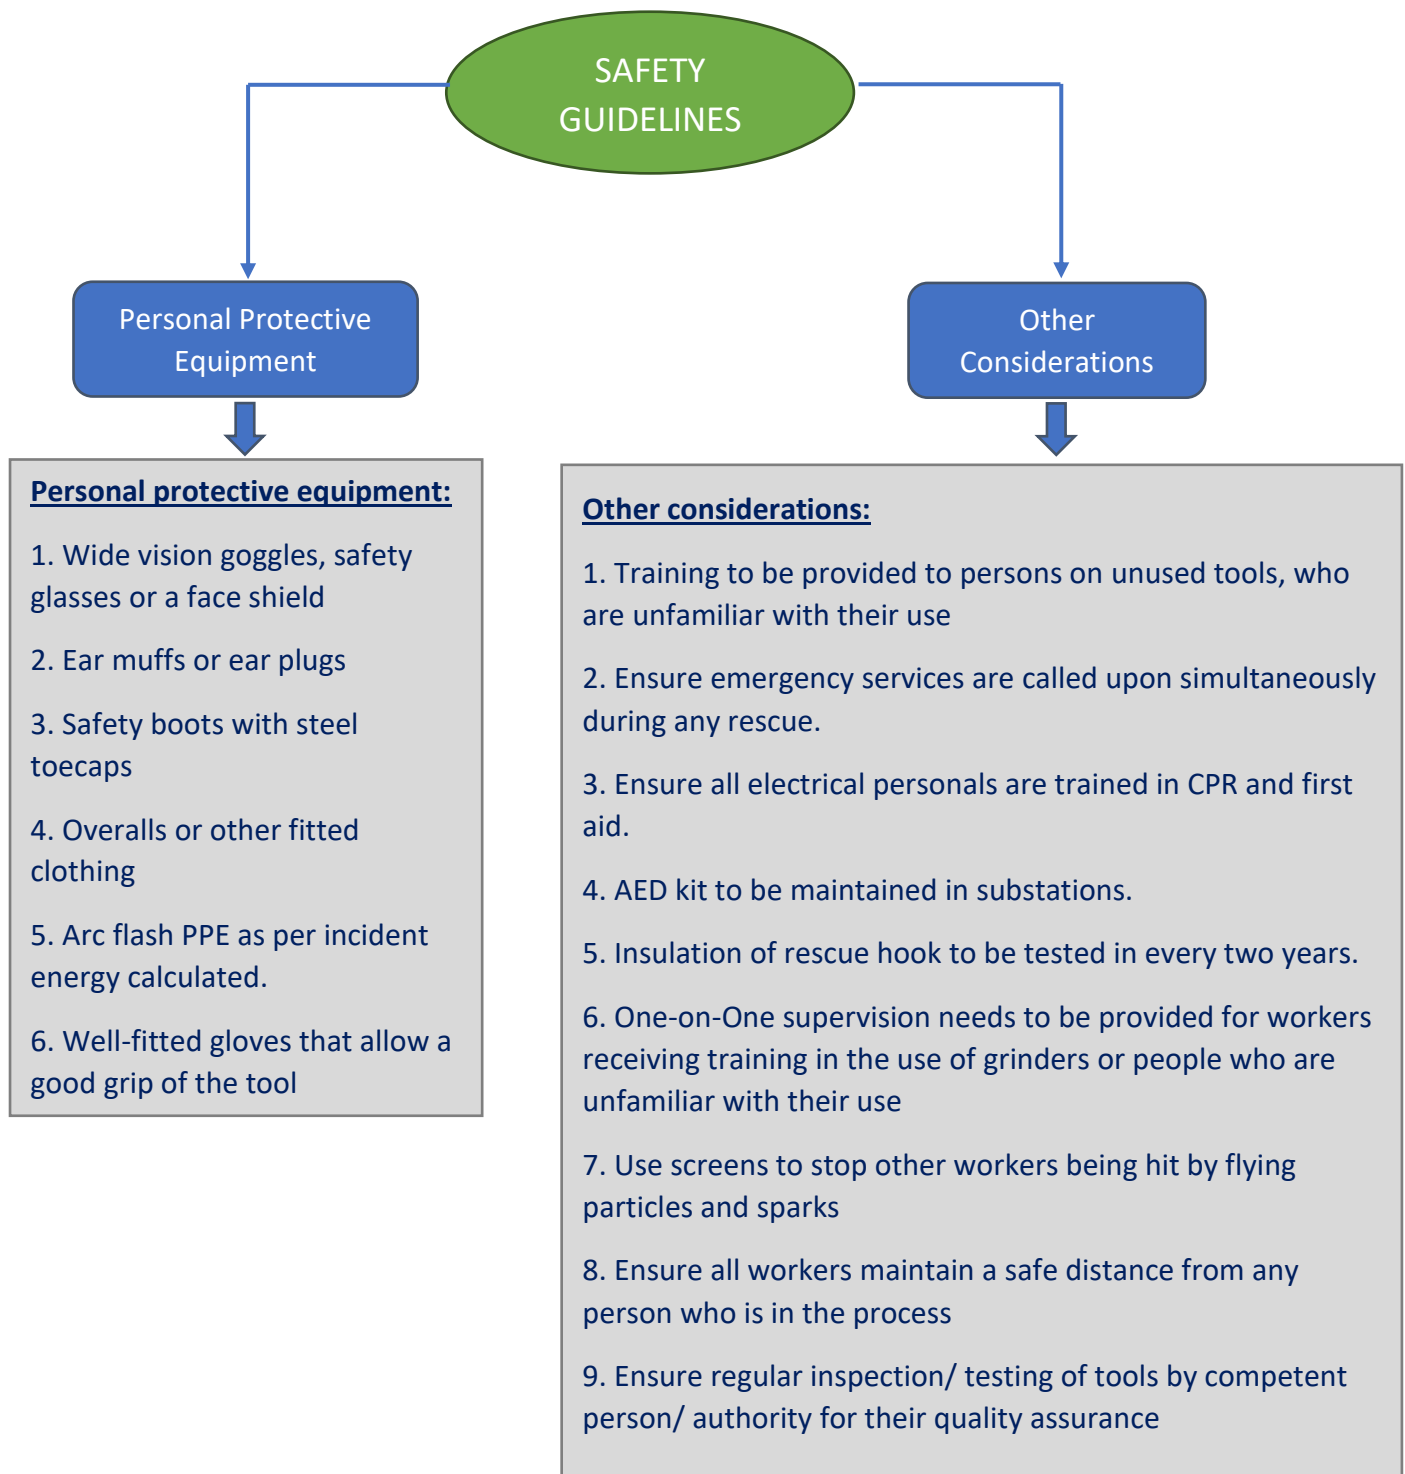 SAFETY
GUIDELINES
Personal Protective
Equipment
Other
Considerations
Personal protective equipment:
1. Wide vision goggles, safety
glasses or a face shield
2. Ear muffs or ear plugs
3. Safety boots with steel
toecaps
4. Overalls or other fitted
clothing
5. Arc flash PPE as per incident
energy calculated.
6. Well-fitted gloves that allow a
good grip of the tool
Other considerations:
1. Training to be provided to persons on unused tools, who
are unfamiliar with their use
2. Ensure emergency services are called upon simultaneously
during any rescue.
3. Ensure all electrical personals are trained in CPR and first
aid.
4. AED kit to be maintained in substations.
5. Insulation of rescue hook to be tested in every two years.
6. One-on-One supervision needs to be provided for workers
receiving training in the use of grinders or people who are
unfamiliar with their use
7. Use screens to stop other workers being hit by flying
particles and sparks
8. Ensure all workers maintain a safe distance from any
person who is in the process
9. Ensure regular inspection/ testing of tools by competent
person/ authority for their quality assurance